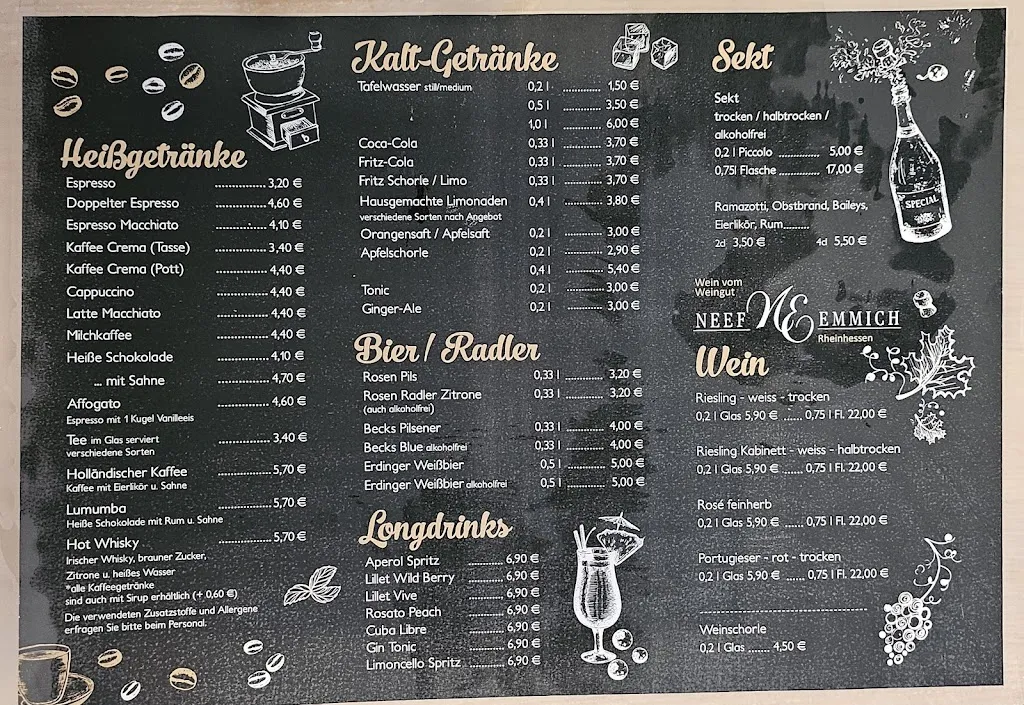 Heißgetränke
Espresso .............. 3,20 €
Doppelter Espresso .............. 4,60 €
Espresso Macchiato .............. 4,10 €
Kaffee Crema (Tasse) .............. 3,40 €
Kaffee Crema (Pott) .............. 4,40 €
Cappuccino .............. 4,40 €
Latte Macchiato .............. 4,40 €
Milchkaffee .............. 4,40 €
Heiße Schokolade .............. 4,10 €
... mit Sahne .............. 4,70 €
Affogato .............. 4,60 €
Espresso mit 1 Kugel Vanilleeis
Tee im Glas serviert .............. 3,40 €
verschiedene Sorten
Holländischer Kaffee .............. 5,70 €
Kaffee mit Eierlikör u. Sahne
Lumumba .............. 5,70 €
Heiße Schokolade mit Rum u. Sahne
Hot Whisky .............. 5,70 €
Irischer Whisky, brauner Zucker,
Zitrone u. heißes Wasser
*alle Kaffeegetränke
sind auch mit Sirup erhältlich (+ 0,60 €)
Die verwendeten Zusatzstoffe und Allergene
erfragen Sie bitte beim Personal.
Kalt-Getränke
Tafelwasser still/medium 0,2 l .............. 1,50 €
0,5 l .............. 3,50 €
1,0 l .............. 6,00 €
Coca-Cola 0,33 l .............. 3,70 €
Fritz-Cola 0,33 l .............. 3,70 €
Fritz Schorle / Limo 0,33 l .............. 3,70 €
Hausgemachte Limonaden 0,4 l .............. 3,80 €
verschiedene Sorten nach Angebot
Orangensaft / Apfelsaft 0,2 l .............. 3,00 €
Apfelschorle 0,2 l .............. 2,90 €
0,4 l .............. 5,40 €
Tonic 0,2 l .............. 3,00 €
Ginger-Ale 0,2 l .............. 3,00 €
Bier / Radler
Rosen Pils 0,33 l .............. 3,20 €
Rosen Radler Zitrone 0,33 l .............. 3,20 €
(auch alkoholfrei)
Becks Pilsener 0,33 l .............. 4,00 €
Becks Blue alkoholfrei 0,33 l .............. 4,00 €
Erdinger Weißbier 0,5 l .............. 5,00 €
Erdinger Weißbier alkoholfrei 0,5 l .............. 5,00 €
Longdrinks
Aperol Spritz .......... 6,90 €
Lillet Wild Berry .......... 6,90 €
Lillet Vive .......... 6,90 €
Rosato Peach .......... 6,90 €
Cuba Libre .......... 6,90 €
Gin Tonic .......... 6,90 €
Limoncello Spritz .......... 6,90 €
Sekt
Sekt
trocken / halbtrocken /
alkoholfrei
0,2 l Piccolo .............. 5,00 €
0,75l Flasche .............. 17,00 €
Ramazotti, Obstbrand, Baileys,
Eierlikör, Rum........
2cl 3,50 € 4cl 5,50 €
SPECIAL
Wein vom
Weingut
NEEF NE EMMICH
Rheinhessen
Wein
Riesling - weiss - trocken
0,2 l Glas 5,90 € ...... 0,75 l Fl. 22,00 €
Riesling Kabinett - weiss - halbtrocken
0,2 l Glas 5,90 € ...... 0,75 l Fl. 22,00 €
Rosé feinherb
0,2 l Glas 5,90 € ...... 0,75 l Fl. 22,00 €
Portugieser - rot - trocken
0,2 l Glas 5,90 € ...... 0,75 l Fl. 22,00 €
Weinschorle
0,2 l Glas ....... 4,50 €